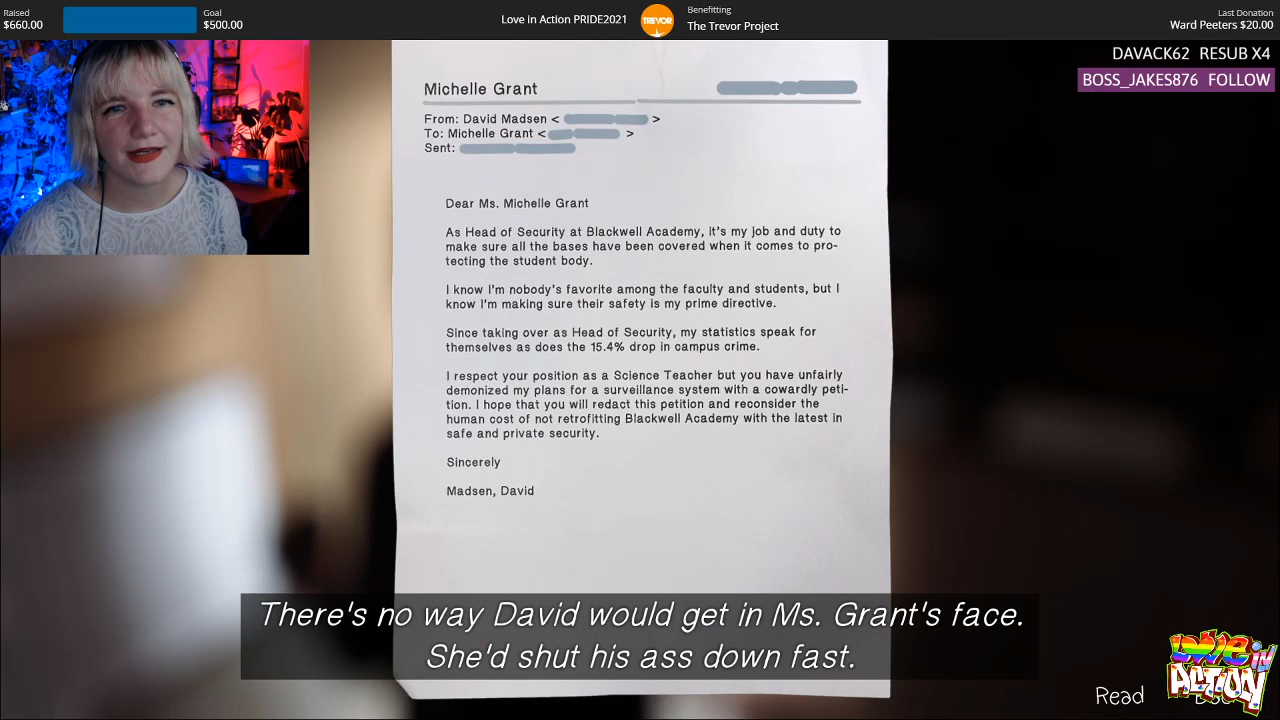 Raised
$660.00
Goal
$500.00
Love in Action PRIDE2021
TREVOR
Benefitting
The Trevor Project
Last Donation
Ward Peeters $20.00
DAVACK62 RESUB X4
BOSS_JAKES876 FOLLOW
Michelle Grant
From: David Madsen < >
To: Michelle Grant < >
Sent:
Dear Ms. Michelle Grant
As Head of Security at Blackwell Academy, it's my job and duty to
make sure all the bases have been covered when it comes to pro-
tecting the student body.
I know I'm nobody's favorite among the faculty and students, but I
know I'm making sure their safety is my prime directive.
Since taking over as Head of Security, my statistics speak for
themselves as does the 15.4% drop in campus crime.
I respect your position as a Science Teacher but you have unfairly
demonized my plans for a surveillance system with a cowardly peti-
tion. I hope that you will redact this petition and reconsider the
human cost of not retrofitting Blackwell Academy with the latest in
safe and private security.
Sincerely
Madsen, David
There's no way David would get in Ms. Grant's face.
She'd shut his ass down fast.
Read
LOVE in
ACTION